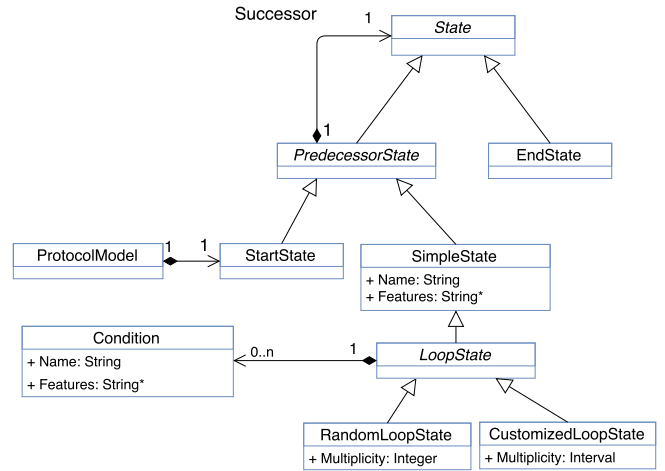 Successor
1
State
1
PredecessorState
EndState
ProtocolModel
1
1
StartState
SimpleState
+ Name: String
+ Features: String*
Condition
+ Name: String
+ Features: String*
0..n
1
LoopState
RandomLoopState
+ Multiplicity: Integer
CustomizedLoopState
+ Multiplicity: Interval